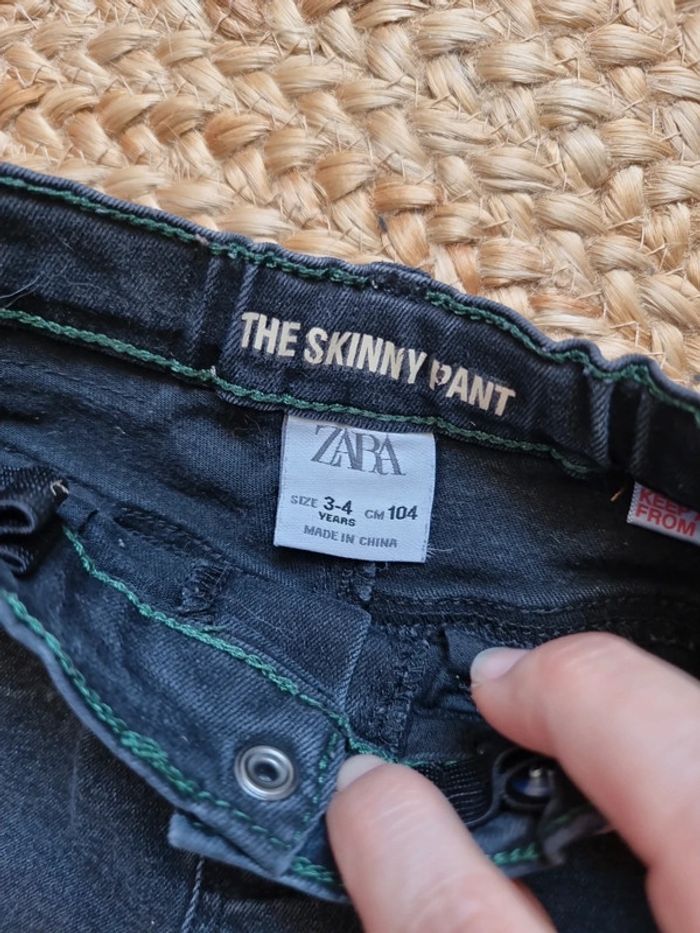 THE SKINNY PANT
ZARA
SIZE 3-4 YEARS CM 104
MADE IN CHINA
KEEP
FROM